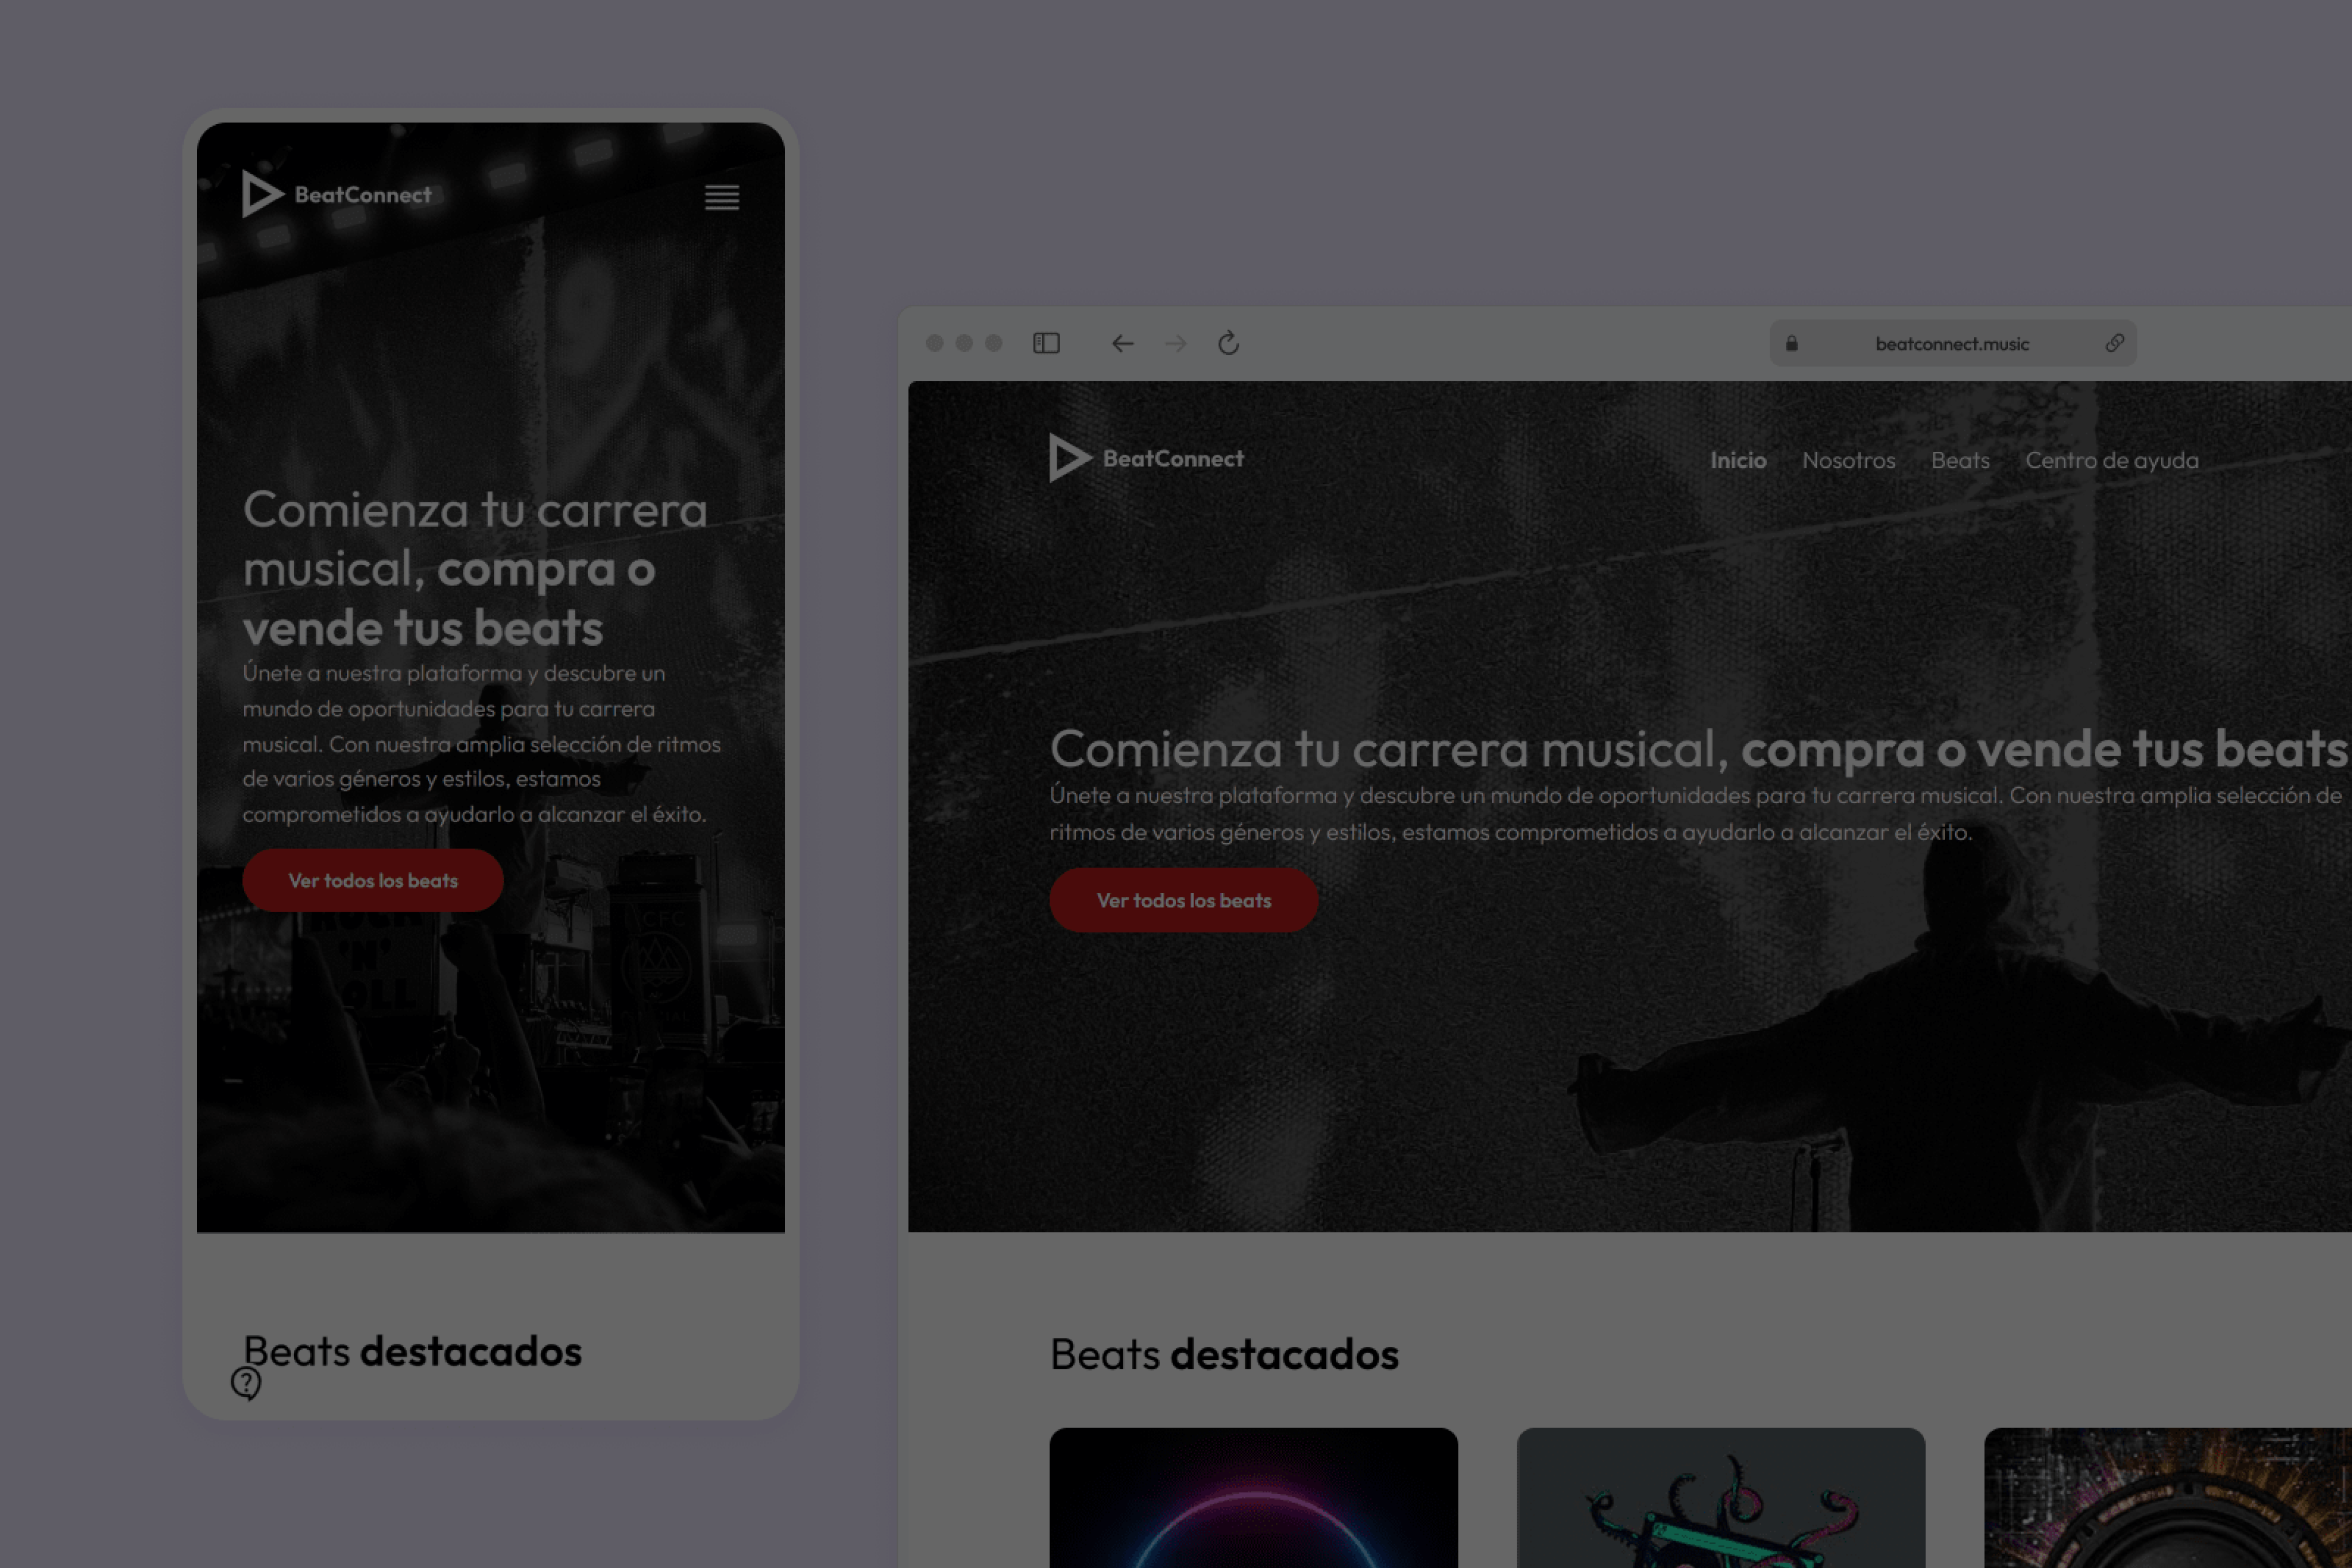 BeatConnect
Comienza tu carrera
musical, compra o
vende tus beats
Únete a nuestra plataforma y descubre un
mundo de oportunidades para tu carrera
musical. Con nuestra amplia selección de ritmos
de varios géneros y estilos, estamos
comprometidos a ayudarlo a alcanzar el éxito.
Ver todos los beats
ROCK
'N'
ROLL
CFC
Beats destacados
beatconnect.music
BeatConnect
Inicio Nosotros Beats Centro de ayuda
Comienza tu carrera musical, compra o vende tus beats
Únete a nuestra plataforma y descubre un mundo de oportunidades para tu carrera musical. Con nuestra amplia selección de
ritmos de varios géneros y estilos, estamos comprometidos a ayudarlo a alcanzar el éxito.
Ver todos los beats
Beats destacados